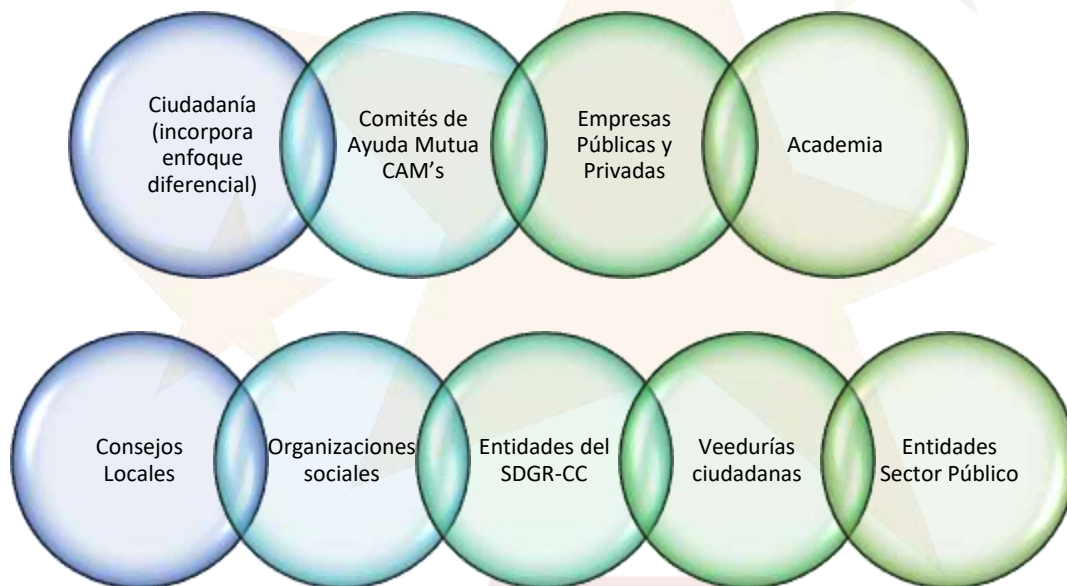 Ciudadanía
(incorpora
enfoque
diferencial)
Comités de
Ayuda Mutua
CAM’s
Empresas
Públicas y
Privadas
Academia
Consejos
Locales
Organizaciones
sociales
Entidades del
SDGR-CC
Veedurías
ciudadanas
Entidades
Sector Público